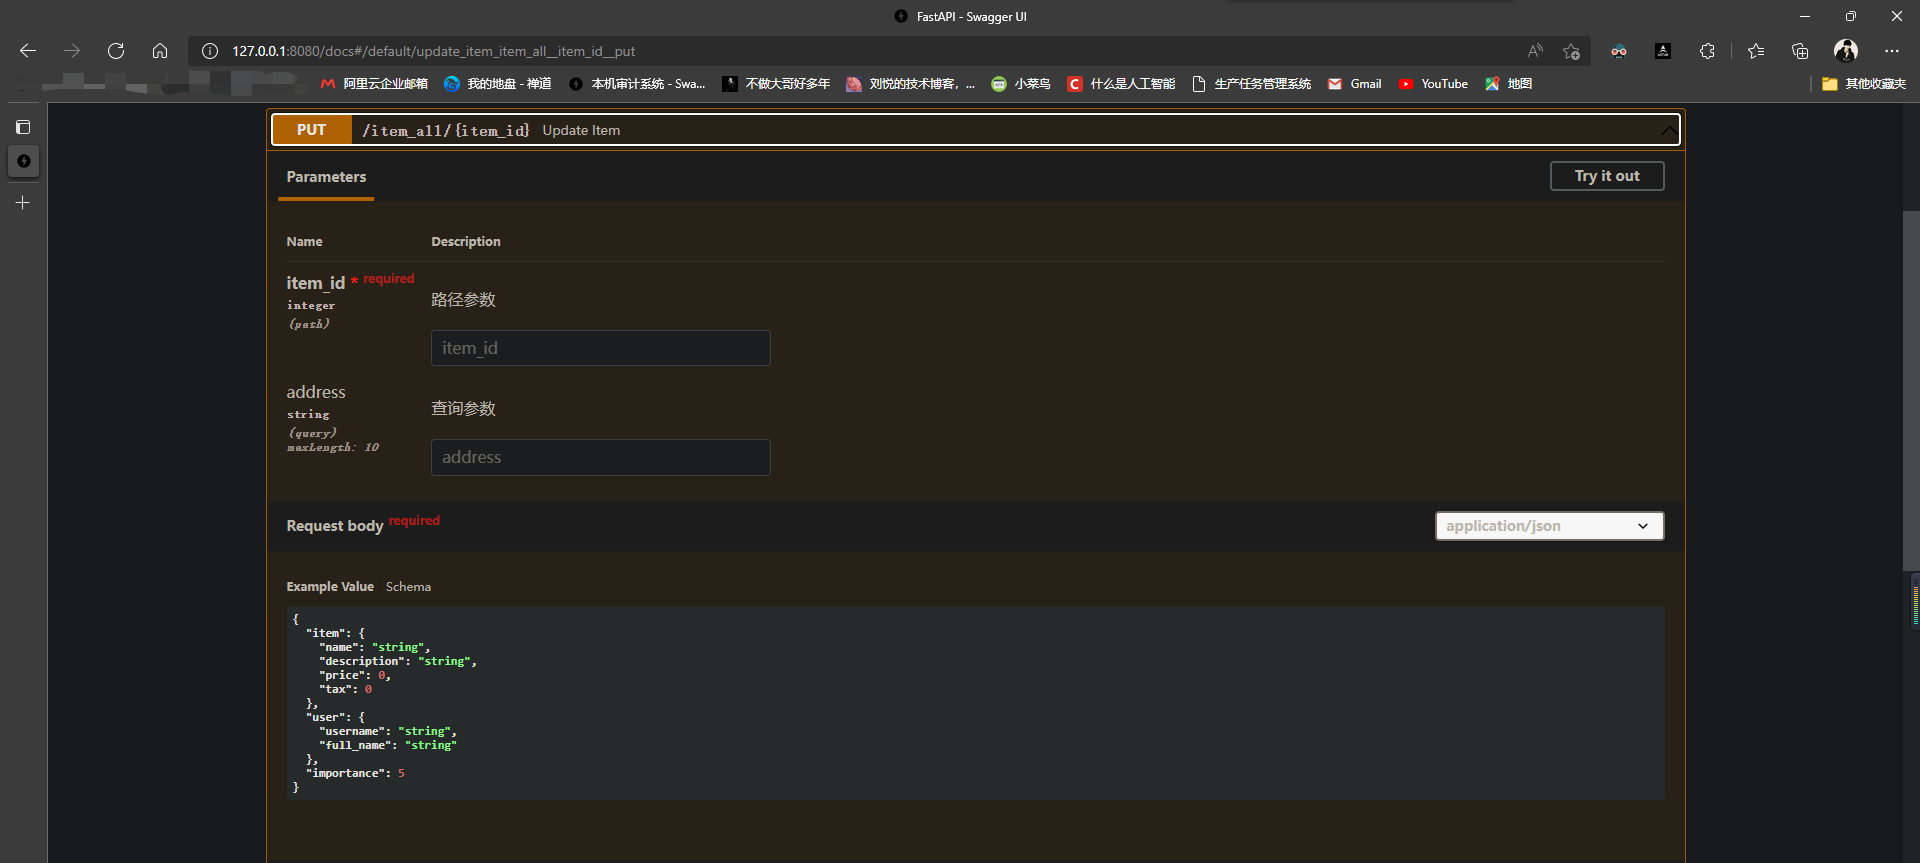 FastAPI - Swagger UI
127.0.0.1:8080/docs#/default/update_item_item_all__item_id__put
阿里云企业邮箱 我的地盘 - 禅道 本机审计系统 - Swa... 不做大哥好多年 刘悦的技术博客, ... 小菜鸟 什么是人工智能 生产任务管理系统 Gmail YouTube 地图 其他收藏夹
PUT /item_all/{item_id} Update Item
Parameters Try it out
Name Description
item_id * required
integer
(path)
路径参数
item_id
address
string
(query)
maxLength: 10
查询参数
address
Request body required application/json
Example Value Schema
{
"item": {
"name": "string",
"description": "string",
"price": 0,
"tax": 0
},
"user": {
"username": "string",
"full_name": "string"
},
"importance": 5
}